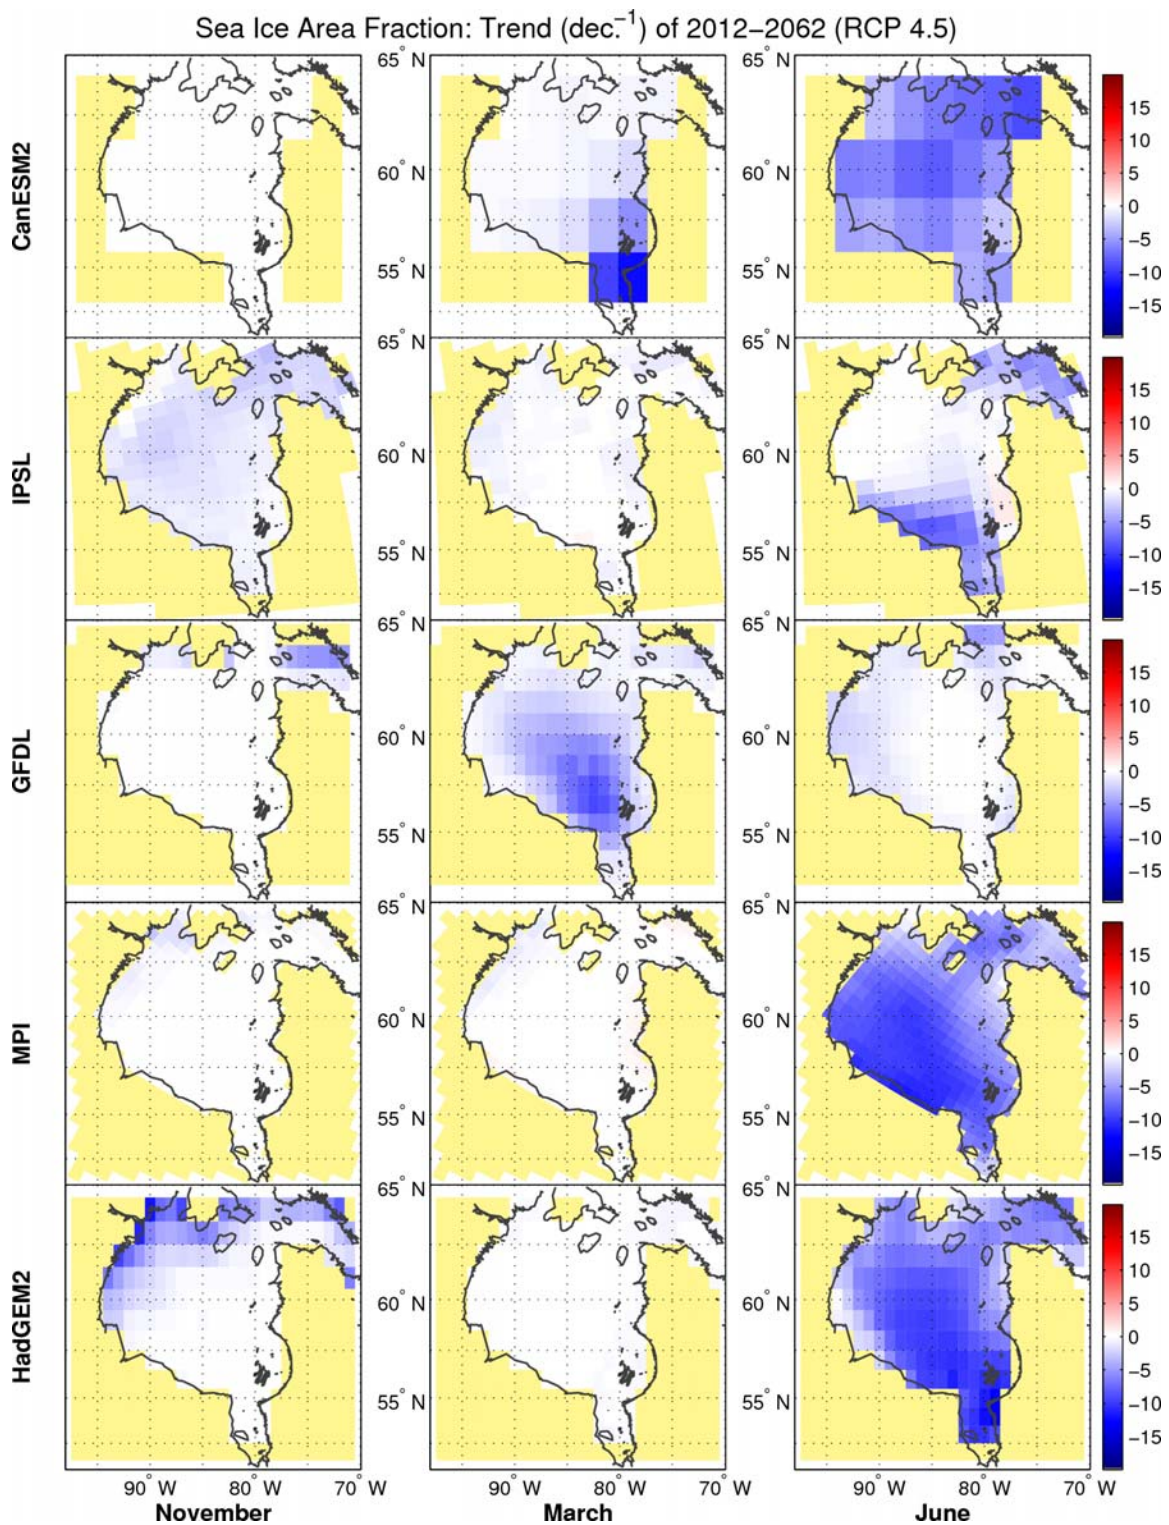 Sea Ice Area Fraction: Trend (dec.⁻¹) of 2012−2062 (RCP 4.5)
CanESM2
65° N
60° N
55° N
65° N
60° N
55° N
15
10
5
0
−5
−10
−15
IPSL
65° N
60° N
55° N
65° N
60° N
55° N
15
10
5
0
−5
−10
−15
GFDL
65° N
60° N
55° N
65° N
60° N
55° N
15
10
5
0
−5
−10
−15
MPI
65° N
60° N
55° N
65° N
60° N
55° N
15
10
5
0
−5
−10
−15
HadGEM2
65° N
60° N
55° N
65° N
60° N
55° N
15
10
5
0
−5
−10
−15
90° W 80° W 70° W 90° W 80° W 70° W 90° W 80° W 70° W
November March June